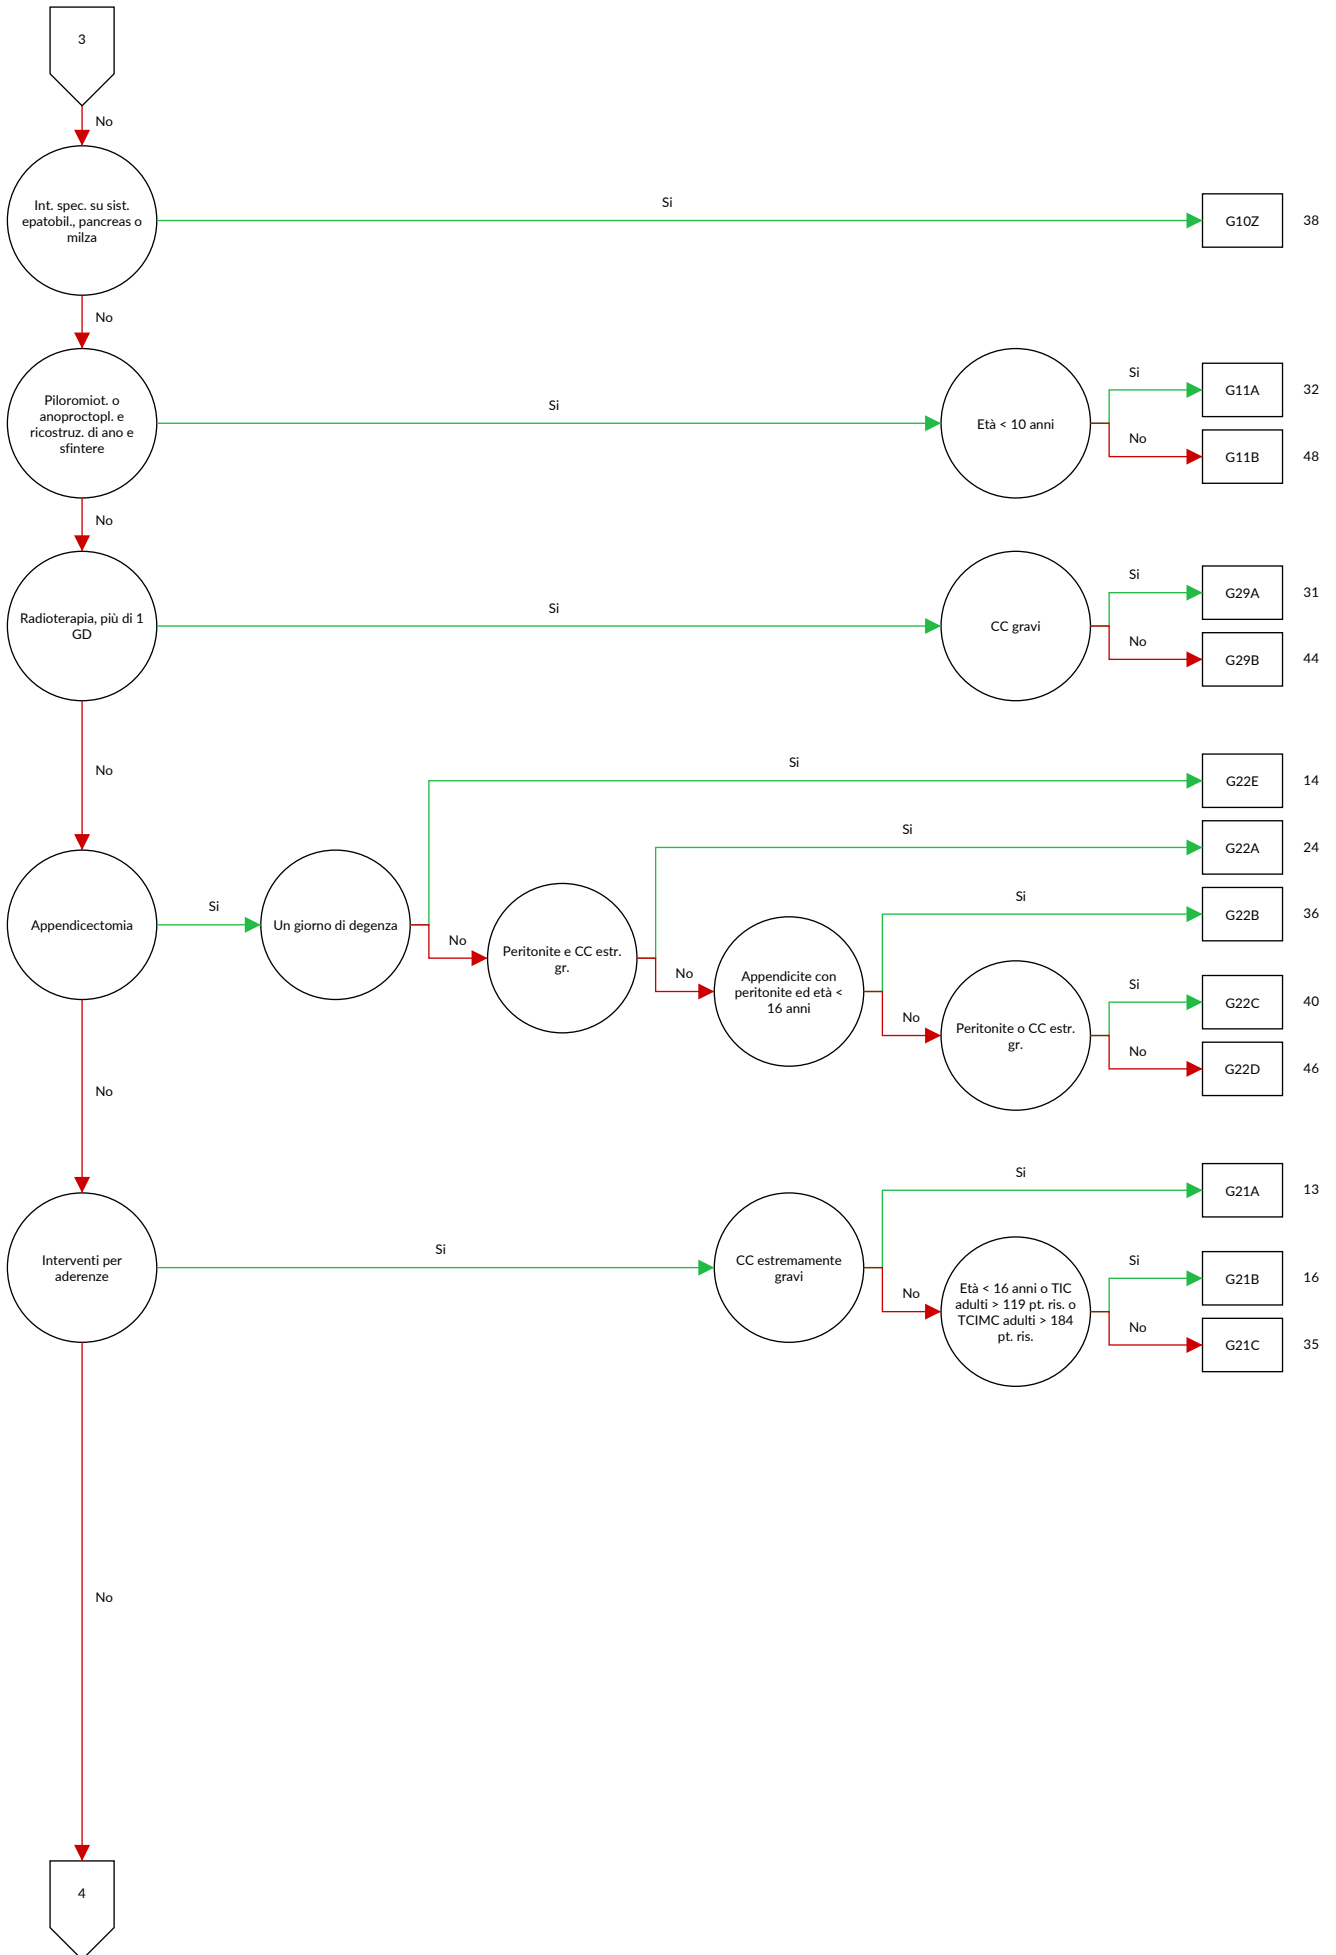 3
No
Int. spec. su sist.
epatobil., pancreas o
milza
Si
G10Z
38
No
Piloromiot. o
anoproctopl. e
ricostruz. di ano e
sfintere
Si
Età < 10 anni
Si
G11A
32
No
G11B
48
No
Radioterapia, più di 1
GD
Si
CC gravi
Si
G29A
31
No
G29B
44
No
Appendicectomia
Si
Un giorno di degenza
Si
G22E
14
No
Peritonite e CC estr.
gr.
Si
G22A
24
No
Appendicite con
peritonite ed età <
16 anni
Si
G22B
36
No
Peritonite o CC estr.
gr.
Si
G22C
40
No
G22D
46
No
Interventi per
aderenze
Si
CC estremamente
gravi
Si
G21A
13
No
Età < 16 anni o TIC
adulti > 119 pt. ris. o
TCIMC adulti > 184
pt. ris.
Si
G21B
16
No
G21C
35
No
4